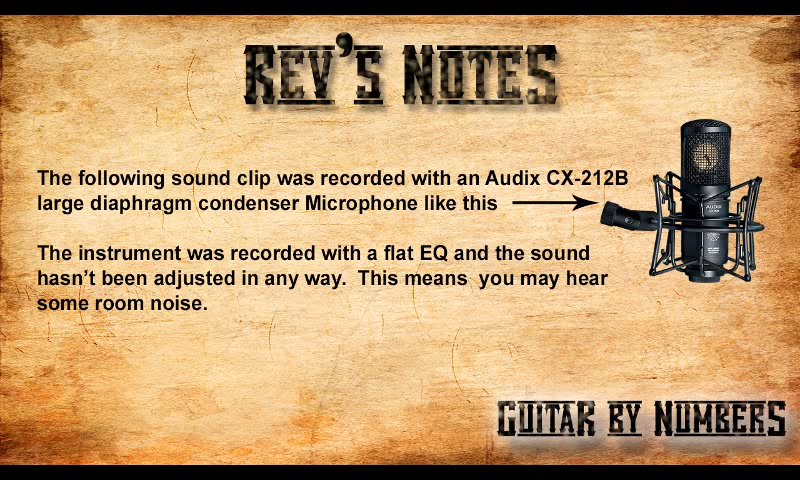 Rev's Notes
The following sound clip was recorded with an Audix CX-212B
large diaphragm condenser Microphone like this
AUDIX
The instrument was recorded with a flat EQ and the sound
hasn't been adjusted in any way.  This means  you may hear
some room noise.
Guitar by Numbers